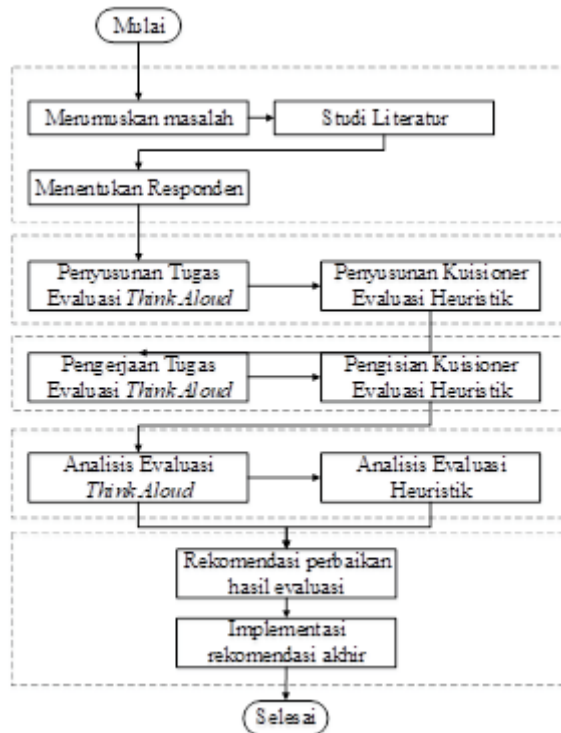 Mulai
Merumuskan masalah
Studi Literatur
Menentukan Responden
Penyusunan Tugas
Evaluasi Think Aloud
Penyusunan Kuisioner
Evaluasi Heuristik
Pengerjaan Tugas
Evaluasi Think Aloud
Pengisian Kuisioner
Evaluasi Heuristik
Analisis Evaluasi
Think Aloud
Analisis Evaluasi
Heuristik
Rekomendasi perbaikan
hasil evaluasi
Implementasi
rekomendasi akhir
Selesai